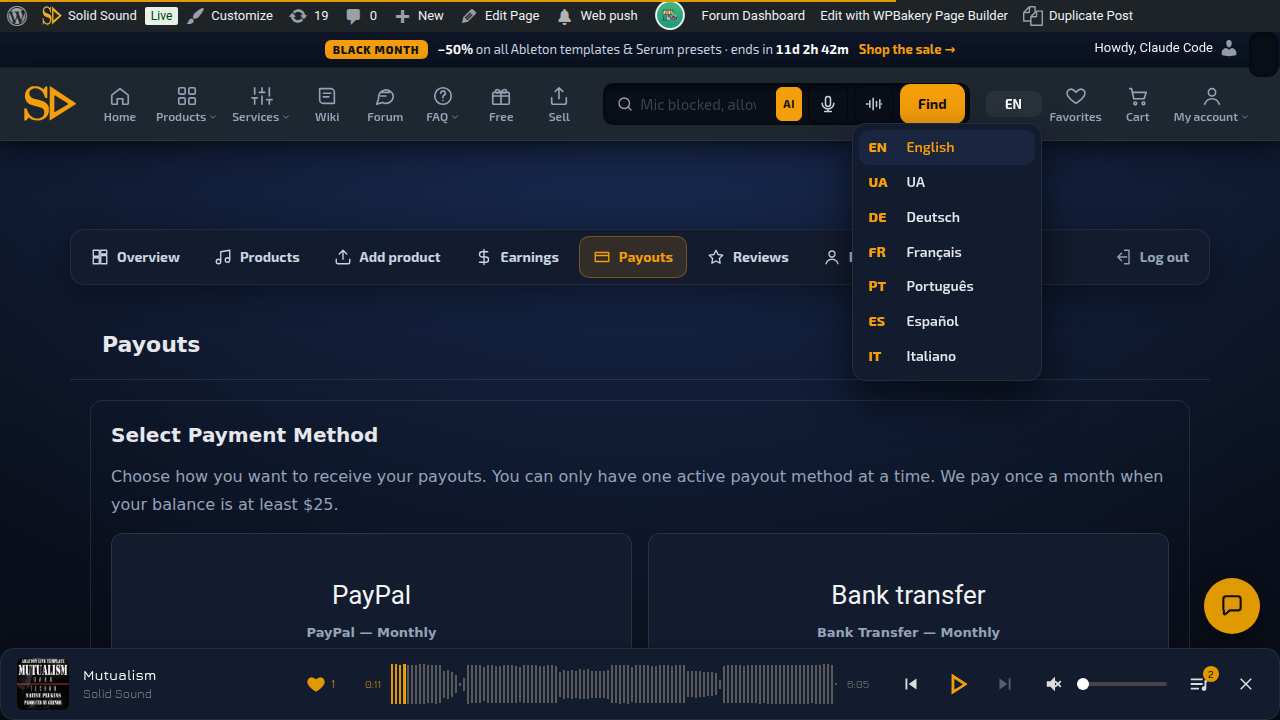 Solid Sound Live Customize 19 0 New Edit Page Web push Forum Dashboard Edit with WPBakery Page Builder Duplicate Post
BLACK MONTH −50% on all Ableton templates & Serum presets · ends in 11d 2h 42m Shop the sale →
Howdy, Claude Code
Home Products Services Wiki Forum FAQ Free Sell
Mic blocked, allo AI Find EN Favorites Cart My account
EN English
UA UA
DE Deutsch
FR Français
PT Português
ES Español
IT Italiano
Overview Products Add product Earnings Payouts Reviews Log out
Payouts
Select Payment Method
Choose how you want to receive your payouts. You can only have one active payout method at a time. We pay once a month when
your balance is at least $25.
PayPal
PayPal — Monthly
Bank transfer
Bank Transfer — Monthly
MUTUALISM
Mutualism
Solid Sound
1
0:11
6:05
2